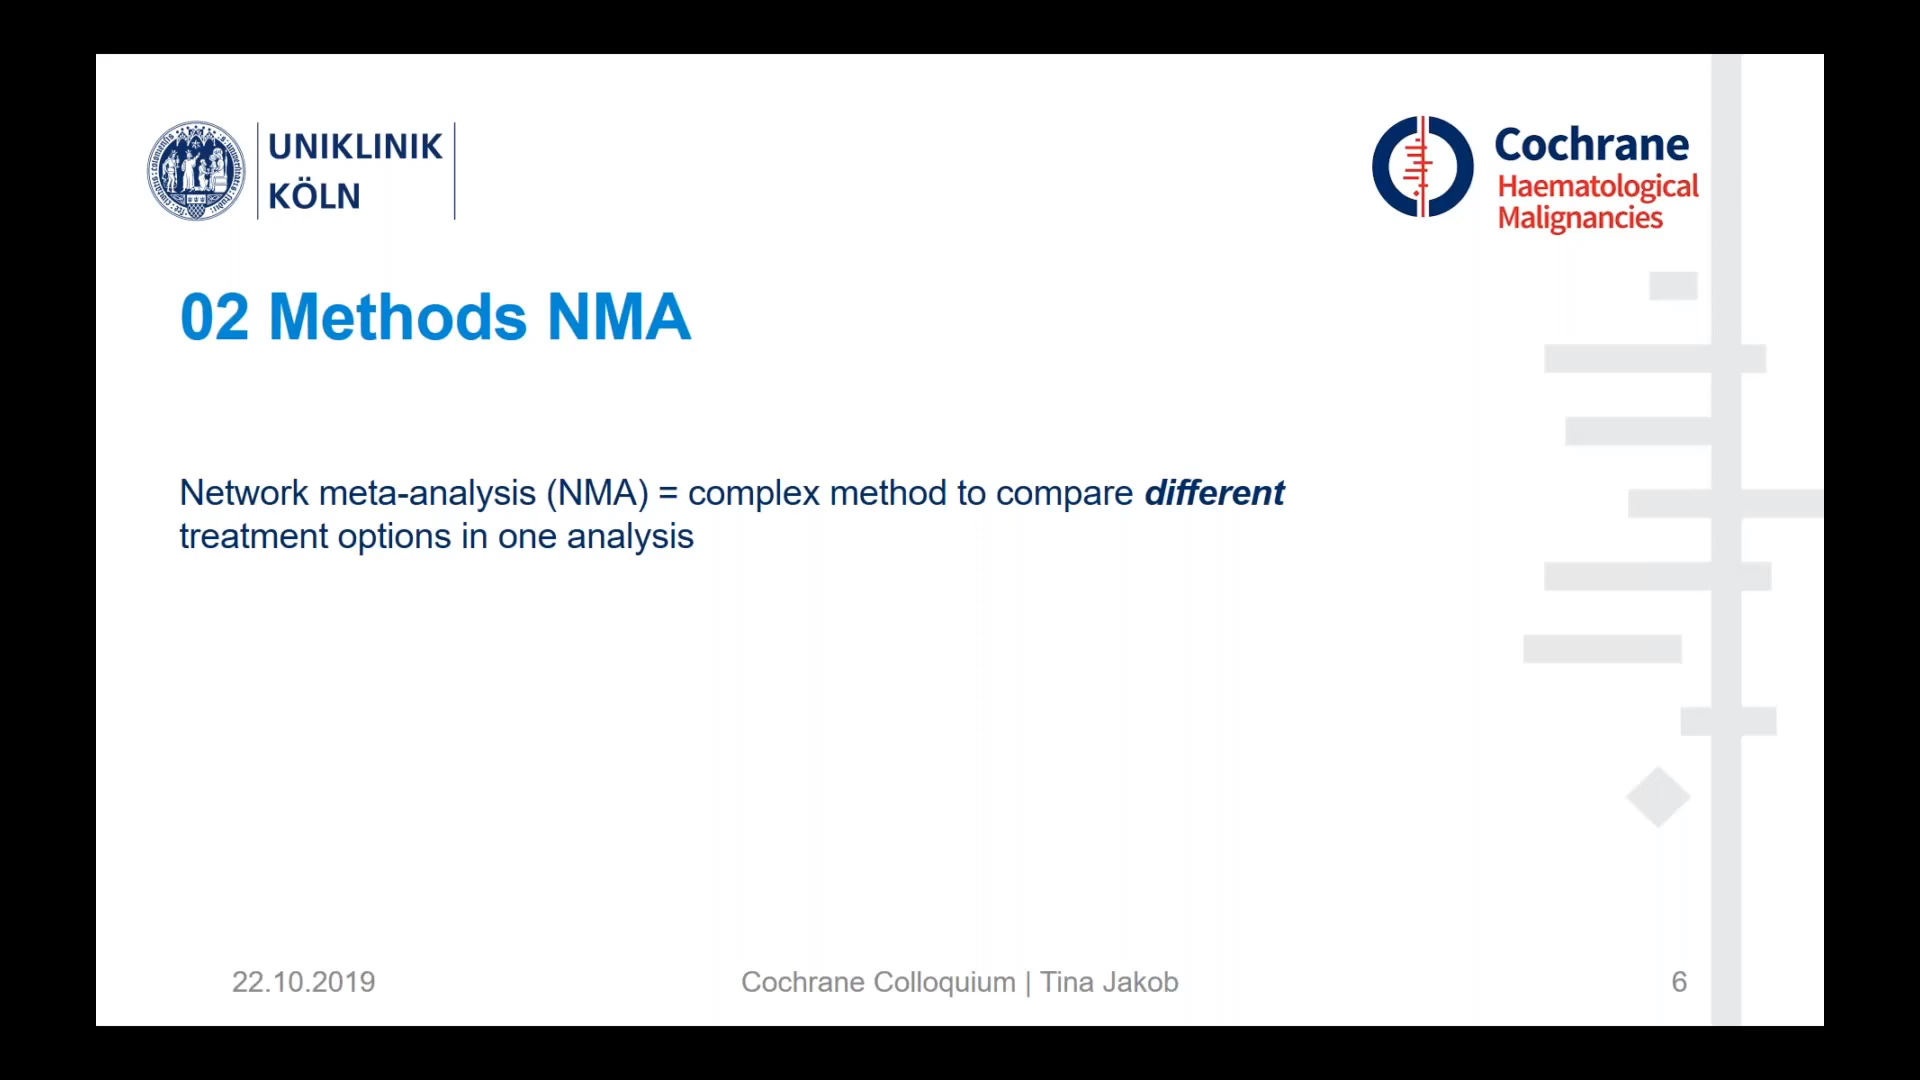 UNIKLINIK
KÖLN
Cochrane
Haematological
Malignancies
02 Methods NMA
Network meta-analysis (NMA) = complex method to compare different
treatment options in one analysis
22.10.2019
Cochrane Colloquium | Tina Jakob
6